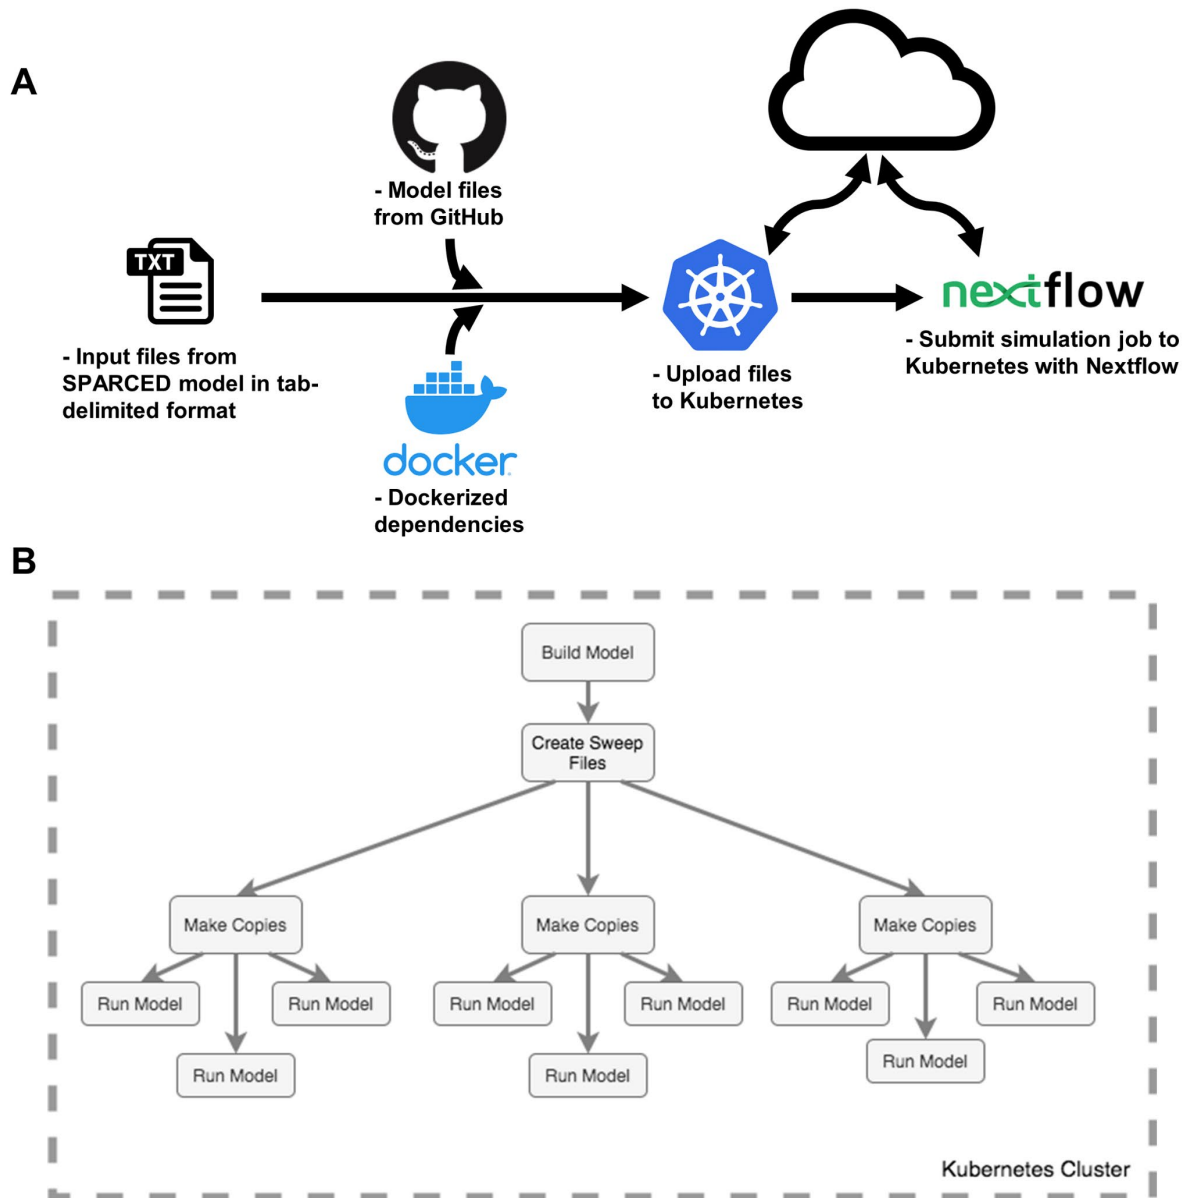 A
- Model files
from GitHub
TXT
- Input files from
SPARCED model in tab-
delimited format
docker
- Dockerized
dependencies
- Upload files
to Kubernetes
nextflow
- Submit simulation job to
Kubernetes with Nextflow
B
Build Model
Create Sweep
Files
Make Copies
Make Copies
Make Copies
Run Model
Run Model
Run Model
Run Model
Run Model
Run Model
Run Model
Run Model
Run Model
Kubernetes Cluster